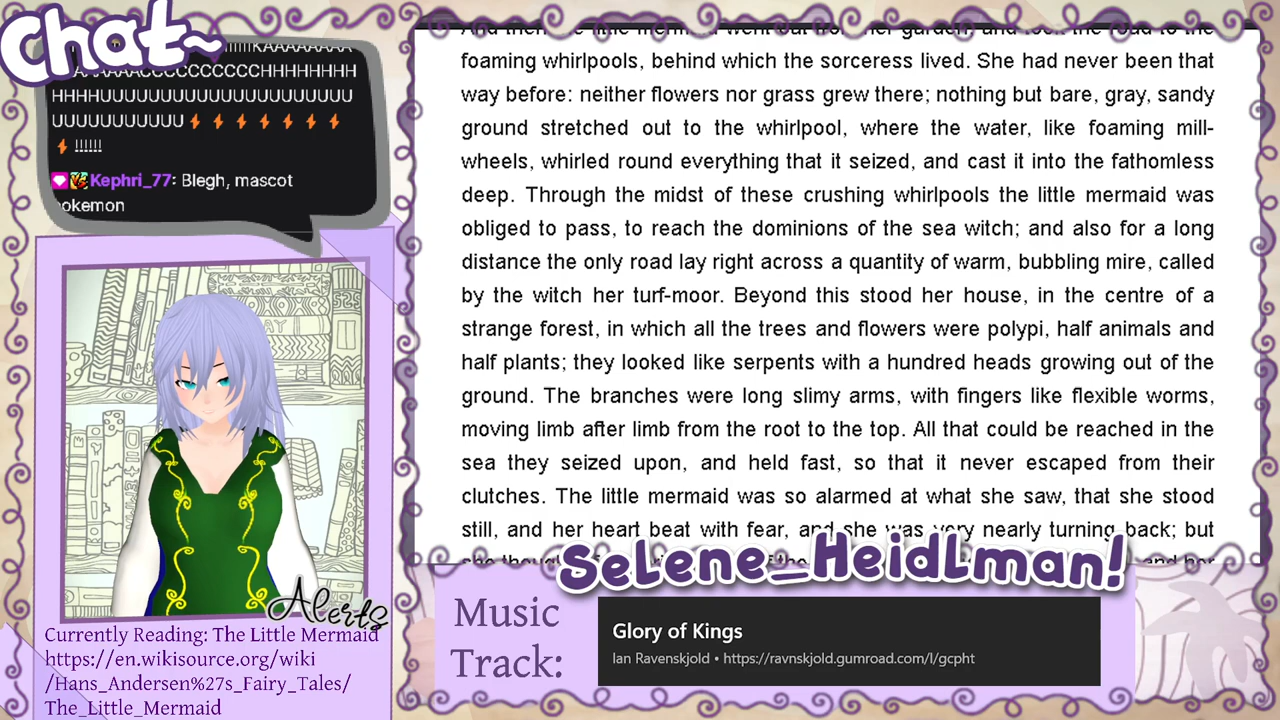 Chat~
HHHHUUUUUUUUUUUUUUUUUUUUUU
UUUUUUUUUUU⚡⚡⚡⚡⚡⚡⚡
⚡!!!!!!
Kephri_77: Blegh, mascot
pokemon
Alerts
Currently Reading: The Little Mermaid
https://en.wikisource.org/wiki
/Hans_Andersen%27s_Fairy_Tales/
The_Little_Mermaid
foaming whirlpools, behind which the sorceress lived. She had never been that
way before: neither flowers nor grass grew there; nothing but bare, gray, sandy
ground stretched out to the whirlpool, where the water, like foaming mill-
wheels, whirled round everything that it seized, and cast it into the fathomless
deep. Through the midst of these crushing whirlpools the little mermaid was
obliged to pass, to reach the dominions of the sea witch; and also for a long
distance the only road lay right across a quantity of warm, bubbling mire, called
by the witch her turf-moor. Beyond this stood her house, in the centre of a
strange forest, in which all the trees and flowers were polypi, half animals and
half plants; they looked like serpents with a hundred heads growing out of the
ground. The branches were long slimy arms, with fingers like flexible worms,
moving limb after limb from the root to the top. All that could be reached in the
sea they seized upon, and held fast, so that it never escaped from their
clutches. The little mermaid was so alarmed at what she saw, that she stood
still, and her heart beat with fear, and she was very nearly turning back; but
Selene_Heidlman!
Music
Track:
Glory of Kings
Ian Ravenskjold • https://ravnskjold.gumroad.com/l/gcpht